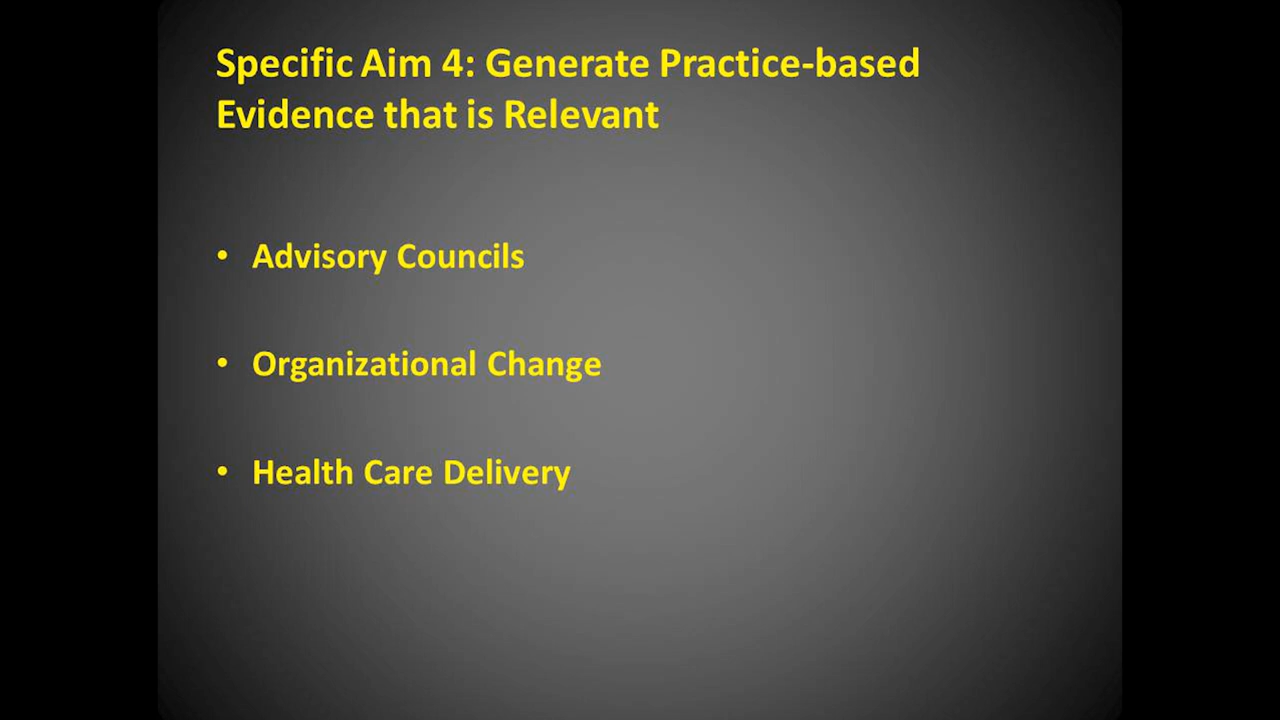 Specific Aim 4: Generate Practice-based
Evidence that is Relevant
• Advisory Councils
• Organizational Change
• Health Care Delivery